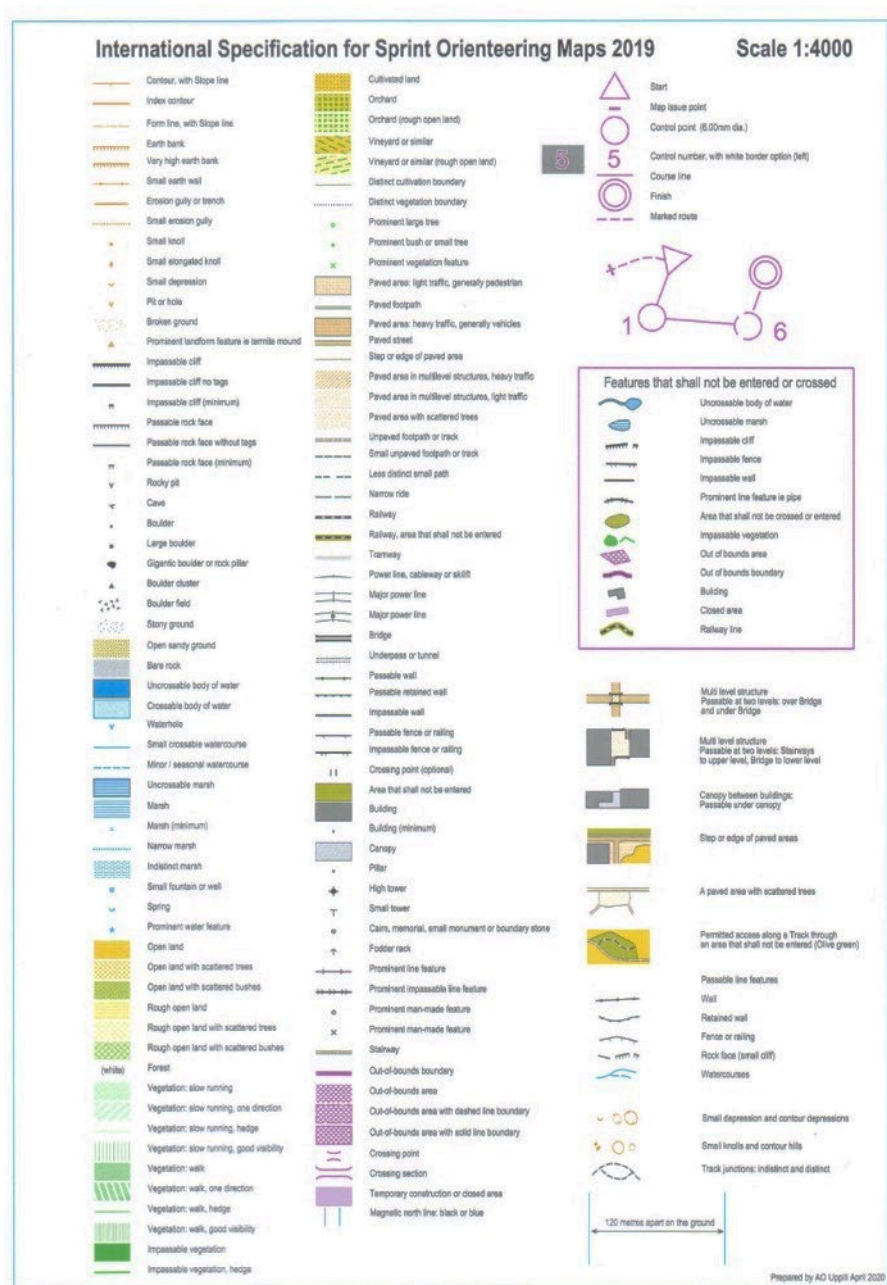 International Specification for Sprint Orienteering Maps 2019
Scale 1:4000
Contour, with Slope line
Index contour
Form line, with Slope line
Earth bank
Very high earth bank
Small earth wall
Erosion gully or trench
Small erosion gully
Small knoll
Small elongated knoll
Small depression
Pit or hole
Broken ground
Prominent landform feature ie termite mound
Impassable cliff
Impassable cliff no tags
Impassable cliff (minimum)
Passable rock face
Passable rock face without tags
Passable rock face (minimum)
Rocky pit
Cave
Boulder
Large boulder
Gigantic boulder or rock pillar
Boulder cluster
Boulder field
Stony ground
Open sandy ground
Bare rock
Uncrossable body of water
Crossable body of water
Waterhole
Small crossable watercourse
Minor / seasonal watercourse
Uncrossable marsh
Marsh
Marsh (minimum)
Narrow marsh
Indistinct marsh
Small fountain or well
Spring
Prominent water feature
Open land
Open land with scattered trees
Open land with scattered bushes
Rough open land
Rough open land with scattered trees
Rough open land with scattered bushes
(white) Forest
Vegetation: slow running
Vegetation: slow running, one direction
Vegetation: slow running, hedge
Vegetation: slow running, good visibility
Vegetation: walk
Vegetation: walk, one direction
Vegetation: walk, hedge
Vegetation: walk, good visibility
Impassable vegetation
Impassable vegetation, hedge
Cultivated land
Orchard
Orchard (rough open land)
Vineyard or similar
Vineyard or similar (rough open land)
Distinct cultivation boundary
Distinct vegetation boundary
Prominent large tree
Prominent bush or small tree
Prominent vegetation feature
Paved area: light traffic, generally pedestrian
Paved footpath
Paved area: heavy traffic, generally vehicles
Paved street
Step or edge of paved area
Paved area in multilevel structures, heavy traffic
Paved area in multilevel structures, light traffic
Paved area with scattered trees
Unpaved footpath or track
Small unpaved footpath or track
Less distinct small path
Narrow ride
Railway
Railway, area that shall not be entered
Tramway
Power line, cableway or skilift
Major power line
Major power line
Bridge
Underpass or tunnel
Passable wall
Passable retained wall
Impassable wall
Passable fence or railing
Impassable fence or railing
Crossing point (optional)
Area that shall not be entered
Building
Building (minimum)
Canopy
Pillar
High tower
Small tower
Cairn, memorial, small monument or boundary stone
Fodder rack
Prominent line feature
Prominent impassable line feature
Prominent man-made feature
Prominent man-made feature
Stairway
Out-of-bounds boundary
Out-of-bounds area
Out-of-bounds area with dashed line boundary
Out-of-bounds area with solid line boundary
Crossing point
Crossing section
Temporary construction or closed area
Magnetic north line: black or blue
Start
Map issue point
Control point (6.00mm dia.)
5 5 Control number, with white border option (left)
Course line
Finish
Marked route
1 6
Features that shall not be entered or crossed
Uncrossable body of water
Uncrossable marsh
Impassable cliff
Impassable fence
Impassable wall
Prominent line feature ie pipe
Area that shall not be crossed or entered
Impassable vegetation
Out of bounds area
Out of bounds boundary
Building
Closed area
Railway line
Multi level structure
Passable at two levels: over Bridge
and under Bridge
Multi level structure
Passable at two levels: Stairways
to upper level, Bridge to lower level
Canopy between buildings:
Passable under canopy
Step or edge of paved areas
A paved area with scattered trees
Permitted access along a Track through
an area that shall not be entered (Olive green)
Passable line features
Wall
Retained wall
Fence or railing
Rock face (small cliff)
Watercourses
Small depression and contour depressions
Small knolls and contour hills
Track junctions: indistinct and distinct
120 metres apart on the ground
Prepared by AO Uppill April 2020